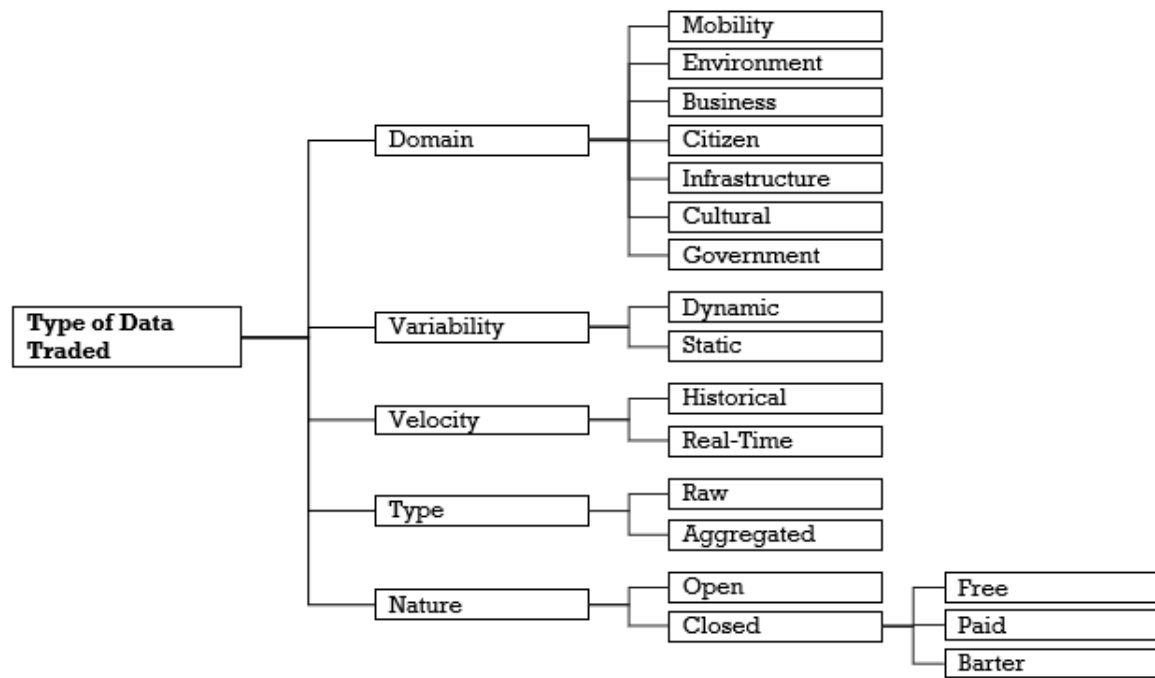 Type of Data
Traded
Domain
Mobility
Environment
Business
Citizen
Infrastructure
Cultural
Government
Variability
Dynamic
Static
Velocity
Historical
Real-Time
Type
Raw
Aggregated
Nature
Open
Closed
Free
Paid
Barter